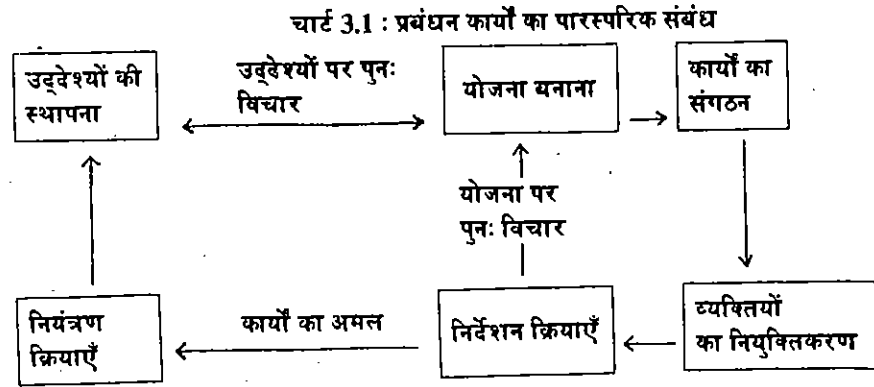 चार्ट 3.1 : प्रबंधन कार्यों का पारस्परिक संबंध
उद्देश्यों की
स्थापना
उद्देश्यों पर पुनः
विचार
योजना बनाना
कार्यों का
संगठन
योजना पर
पुनः विचार
नियंत्रण
क्रियाएँ
कार्यों का अमल
निर्देशन क्रियाएँ
व्यक्तियों
का नियुक्तिकरण